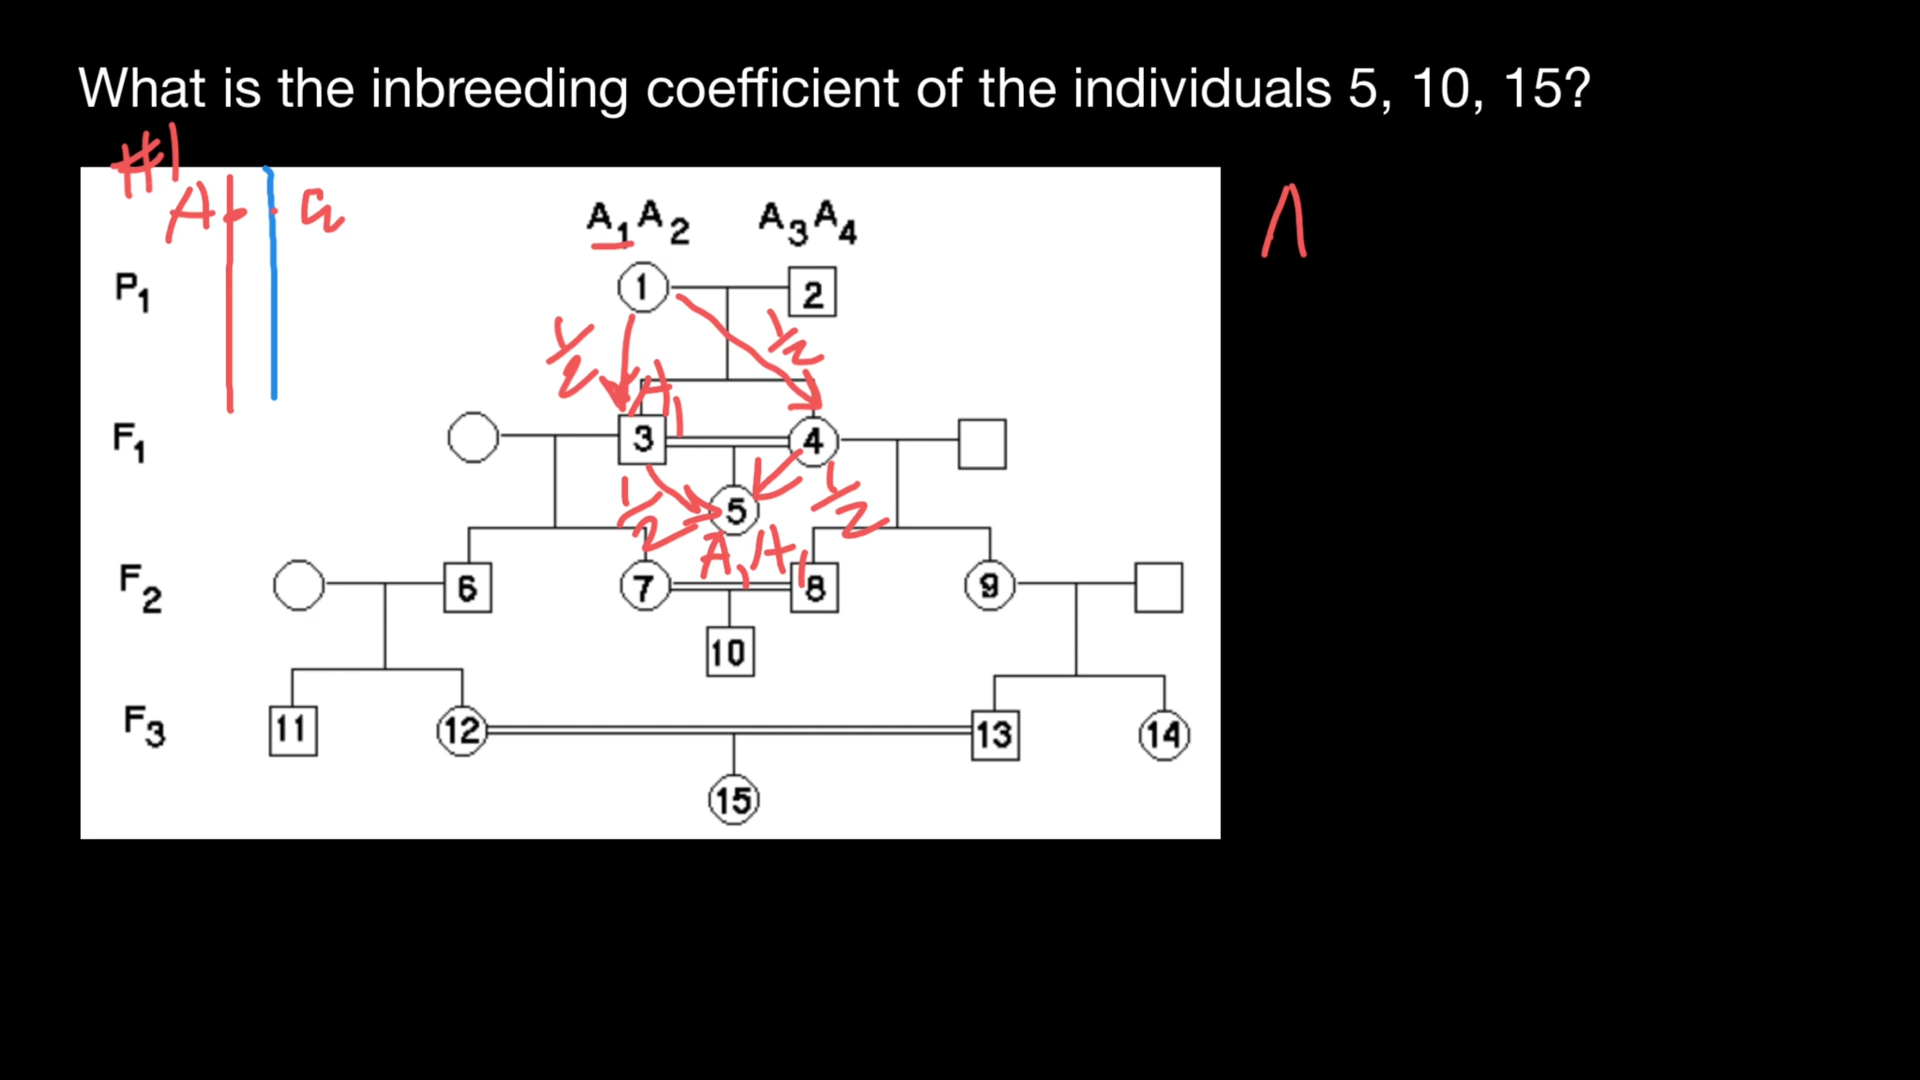 What is the inbreeding coefficient of the individuals 5, 10, 15?
#1
A a
A₁A₂ A₃A₄
P₁ 1 2
1/2 1/2
A₁
F₁ 3 4
5
1/2 1/2
A₁A₁
F₂ 6 7 8 9
10
F₃ 11 12 13 14
15